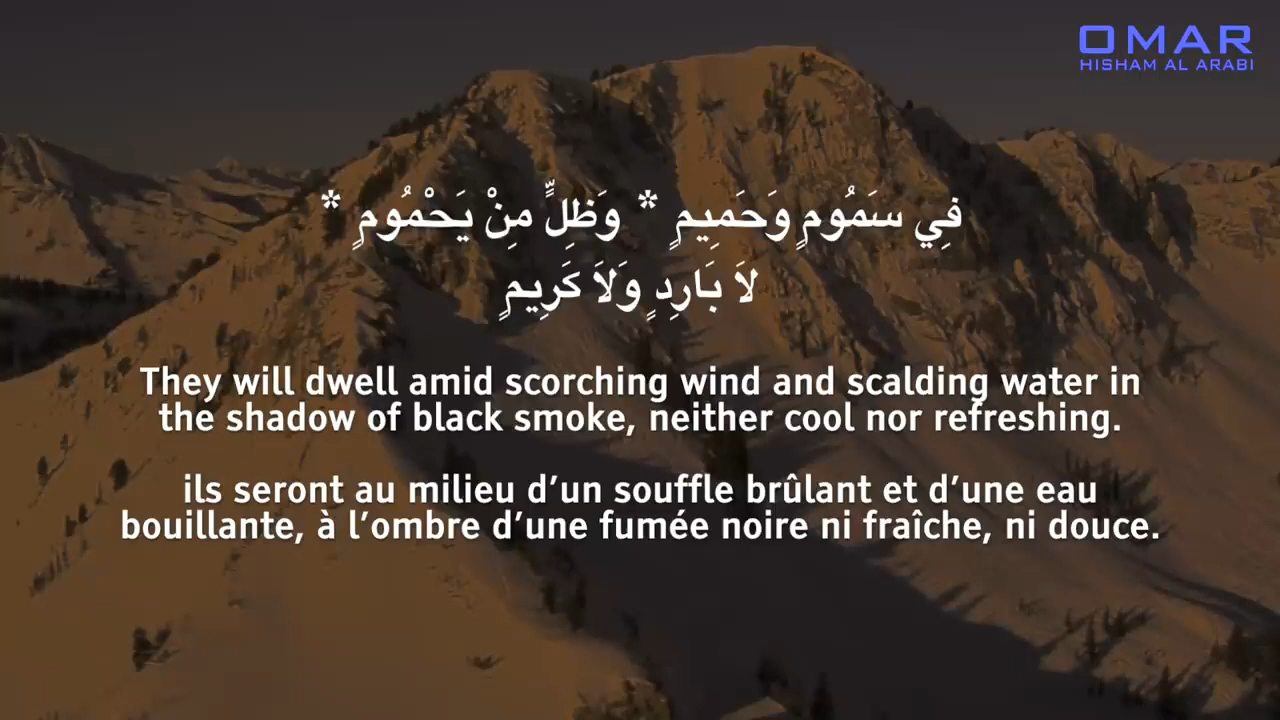 OMAR
HISHAM AL ARABI
فِي سَمُومٍ وَحَمِيمٍ * وَظِلٍّ مِنْ يَحْمُومٍ *
لاَ بَارِدٍ وَلاَ كَرِيمٍ
They will dwell amid scorching wind and scalding water in
the shadow of black smoke, neither cool nor refreshing.
ils seront au milieu d’un souffle brûlant et d’une eau
bouillante, à l’ombre d’une fumée noire ni fraîche, ni douce.